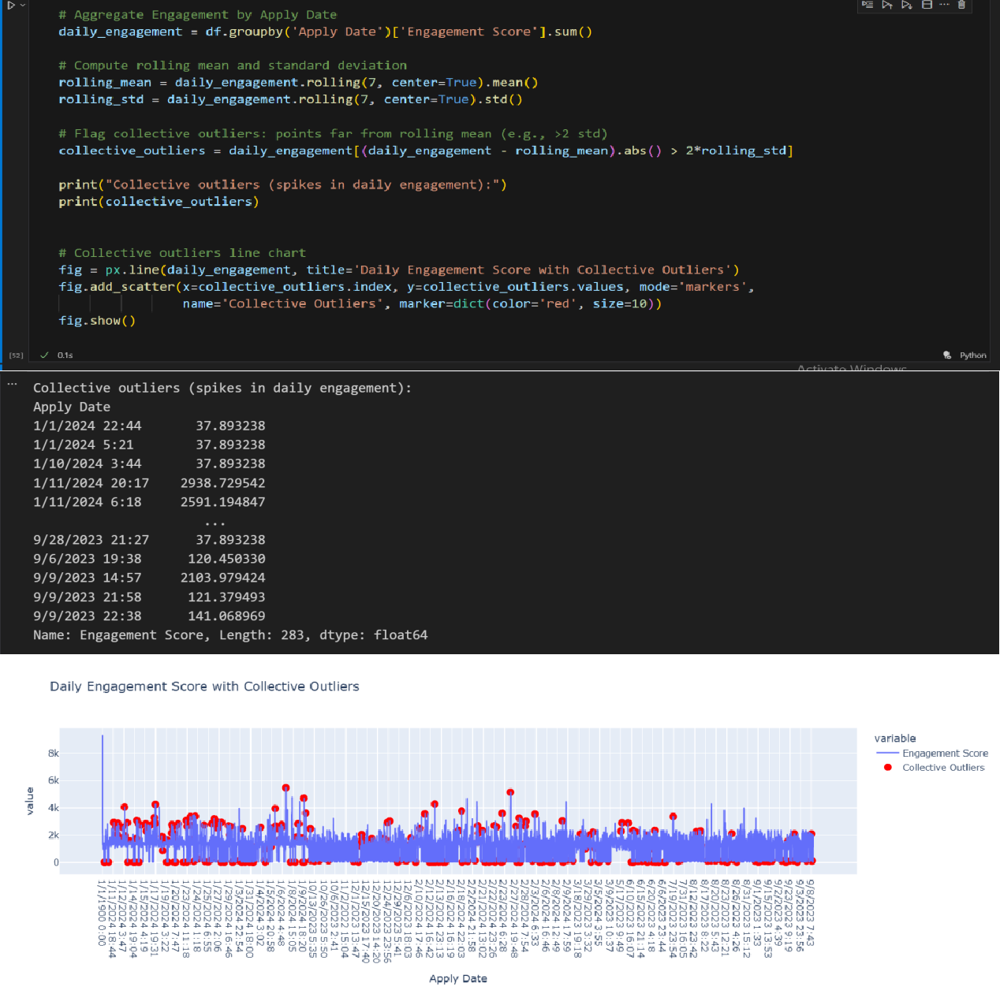 # Aggregate Engagement by Apply Date
daily_engagement = df.groupby('Apply Date')['Engagement Score'].sum()
# Compute rolling mean and standard deviation
rolling_mean = daily_engagement.rolling(7, center=True).mean()
rolling_std = daily_engagement.rolling(7, center=True).std()
# Flag collective outliers: points far from rolling mean (e.g., >2 std)
collective_outliers = daily_engagement[(daily_engagement - rolling_mean).abs() > 2*rolling_std]
print("Collective outliers (spikes in daily engagement):")
print(collective_outliers)
# Collective outliers line chart
fig = px.line(daily_engagement, title='Daily Engagement Score with Collective Outliers')
fig.add_scatter(x=collective_outliers.index, y=collective_outliers.values, mode='markers',
name="Collective Outliers", marker=dict(color='red', size=10))
fig.show()
[52] 0.1s Python
Activate Windows
Collective outliers (spikes in daily engagement):
Apply Date
1/1/2024 22:44 37.893238
1/1/2024 5:21 37.893238
1/10/2024 3:44 37.893238
1/11/2024 20:17 2938.729542
1/11/2024 6:18 2591.194847
...
9/28/2023 21:27 37.893238
9/6/2023 19:38 120.450330
9/9/2023 14:57 2103.979424
9/9/2023 21:58 121.379493
9/9/2023 22:38 141.068969
Name: Engagement Score, Length: 283, dtype: float64
Daily Engagement Score with Collective Outliers
variable
Engagement Score
Collective Outliers
value
8k
6k
4k
2k
0
1/1/1900 0:00
1/11/2024 18:44
1/12/2024 3:47
1/14/2024 19:04
1/15/2024 4:19
1/17/2024 19:31
1/19/2024 3:22
1/20/2024 7:47
1/23/2024 11:18
1/24/2024 1:18
1/25/2024 6:55
1/27/2024 2:06
1/29/2024 16:46
1/3/2024 22:54
1/31/2024 18:00
1/4/2024 3:02
1/5/2024 20:58
1/6/2024 4:48
1/8/2024 15:05
1/9/2024 18:20
10/13/2023 5:35
10/26/2023 5:50
10/6/2023 2:41
11/2/2022 15:04
12/1/2023 13:47
12/15/2023 17:40
12/20/2023 14:20
12/24/2023 23:56
12/29/2023 5:41
12/6/2023 18:03
2/10/2024 17:46
2/12/2024 16:42
2/13/2024 23:13
2/16/2024 16:19
2/18/2024 22:03
2/2/2024 21:58
2/21/2024 13:02
2/22/2024 23:26
2/23/2024 6:28
2/27/2024 19:48
2/28/2024 7:54
2/3/2024 6:33
2/6/2024 16:46
2/8/2024 12:49
2/9/2024 17:59
3/18/2023 19:18
3/29/2023 3:32
3/5/2024 3:55
3/9/2023 10:37
5/17/2023 9:49
6/11/2023 16:07
6/15/2023 21:14
6/20/2023 4:18
6/6/2023 23:44
7/19/2023 23:54
7/31/2023 16:05
8/12/2023 23:42
8/17/2023 8:22
8/20/2023 5:43
8/23/2023 12:21
8/26/2023 4:26
8/31/2023 15:12
9/1/2023 1:39
9/15/2023 13:53
9/2/2023 4:39
9/23/2023 9:19
9/3/2023 23:56
9/8/2023 7:43
Apply Date